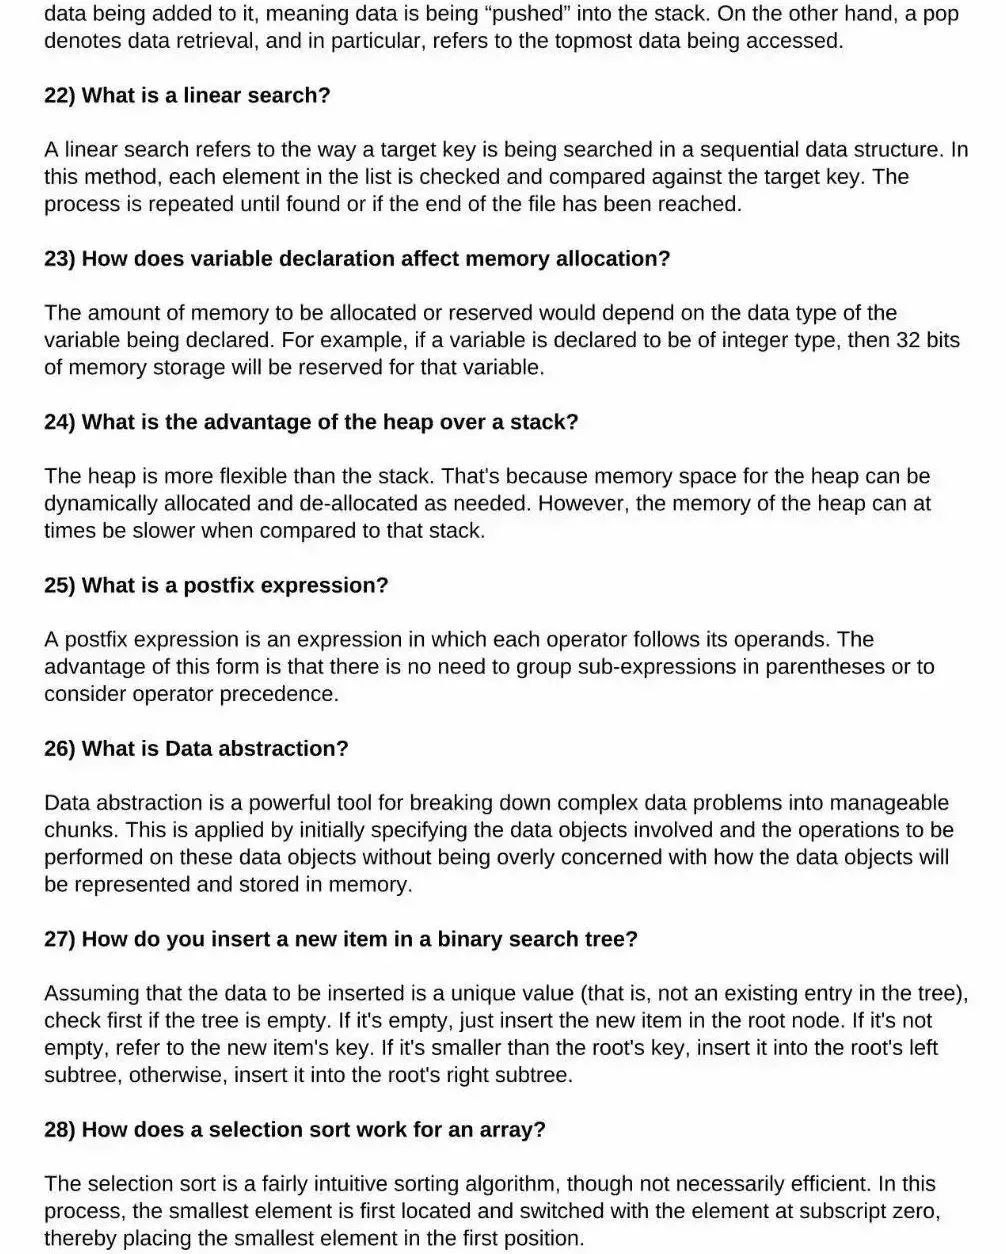 data being added to it, meaning data is being “pushed” into the stack. On the other hand, a pop
denotes data retrieval, and in particular, refers to the topmost data being accessed.
22) What is a linear search?
A linear search refers to the way a target key is being searched in a sequential data structure. In
this method, each element in the list is checked and compared against the target key. The
process is repeated until found or if the end of the file has been reached.
23) How does variable declaration affect memory allocation?
The amount of memory to be allocated or reserved would depend on the data type of the
variable being declared. For example, if a variable is declared to be of integer type, then 32 bits
of memory storage will be reserved for that variable.
24) What is the advantage of the heap over a stack?
The heap is more flexible than the stack. That's because memory space for the heap can be
dynamically allocated and de-allocated as needed. However, the memory of the heap can at
times be slower when compared to that stack.
25) What is a postfix expression?
A postfix expression is an expression in which each operator follows its operands. The
advantage of this form is that there is no need to group sub-expressions in parentheses or to
consider operator precedence.
26) What is Data abstraction?
Data abstraction is a powerful tool for breaking down complex data problems into manageable
chunks. This is applied by initially specifying the data objects involved and the operations to be
performed on these data objects without being overly concerned with how the data objects will
be represented and stored in memory.
27) How do you insert a new item in a binary search tree?
Assuming that the data to be inserted is a unique value (that is, not an existing entry in the tree),
check first if the tree is empty. If it's empty, just insert the new item in the root node. If it's not
empty, refer to the new item's key. If it's smaller than the root's key, insert it into the root's left
subtree, otherwise, insert it into the root's right subtree.
28) How does a selection sort work for an array?
The selection sort is a fairly intuitive sorting algorithm, though not necessarily efficient. In this
process, the smallest element is first located and switched with the element at subscript zero,
thereby placing the smallest element in the first position.